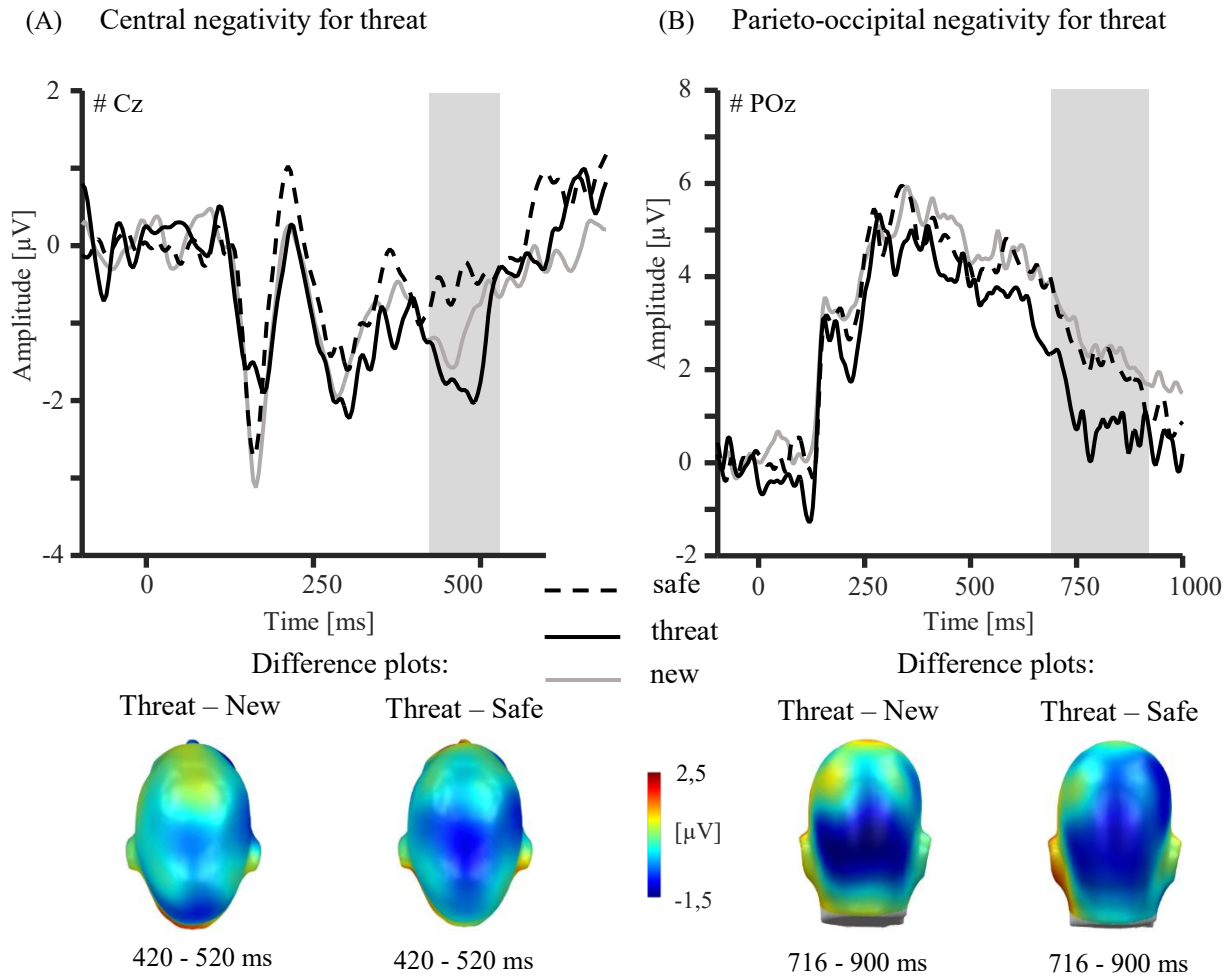 (A) Central negativity for threat
2
0
-2
-4
# Cz
Amplitude [µV]
0 250 500
Time [ms]
(B) Parieto-occipital negativity for threat
8
6
4
2
0
-2
# POz
Amplitude [µV]
0 250 500 750 1000
Time [ms]
safe
threat
new
Difference plots:
Threat – New Threat – Safe
420 - 520 ms 420 - 520 ms
2,5
[µV]
-1,5
Difference plots:
Threat – New Threat – Safe
716 - 900 ms 716 - 900 ms